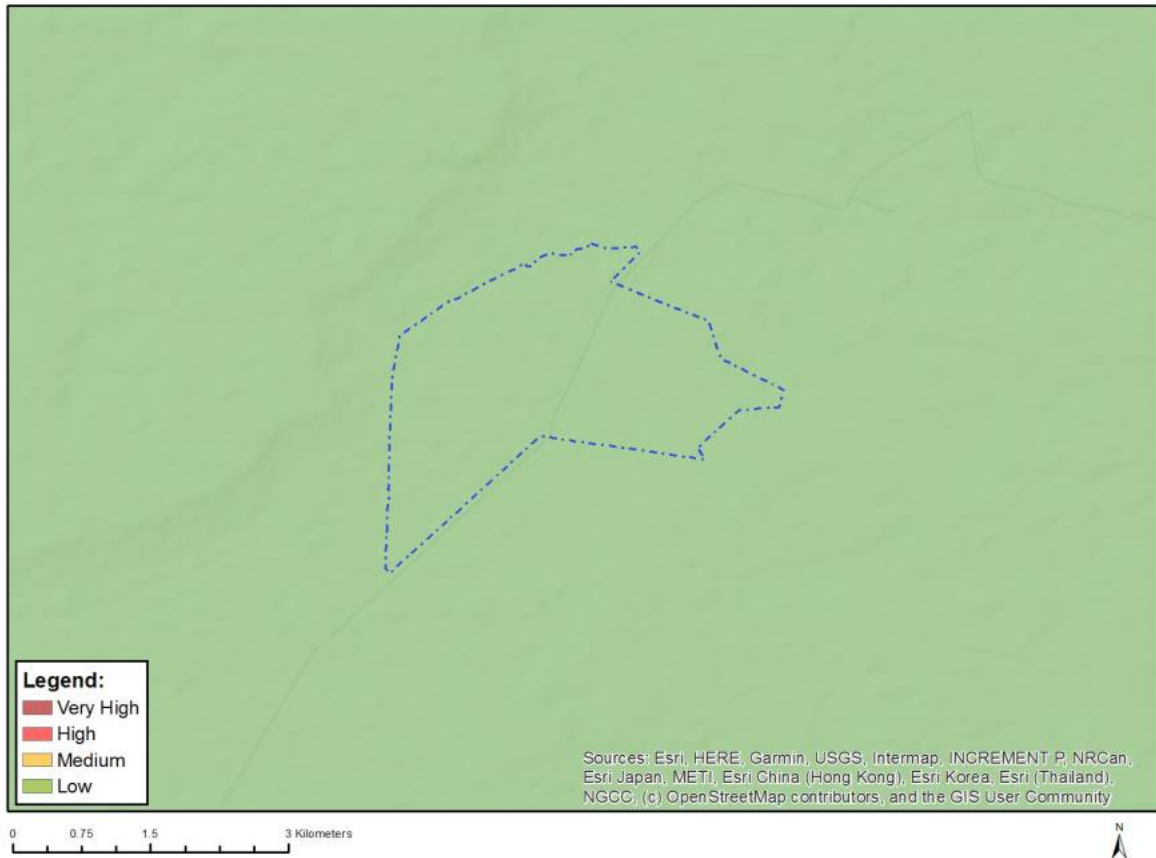 Legend:
Very High
High
Medium
Low
Sources: Esri, HERE, Garmin, USGS, Intermap, INCREMENT P, NRCan,
Esri Japan, METI, Esri China (Hong Kong), Esri Korea, Esri (Thailand),
NGCC, (c) OpenStreetMap contributors, and the GIS User Community
0 0.75 1.5 3 Kilometers
N